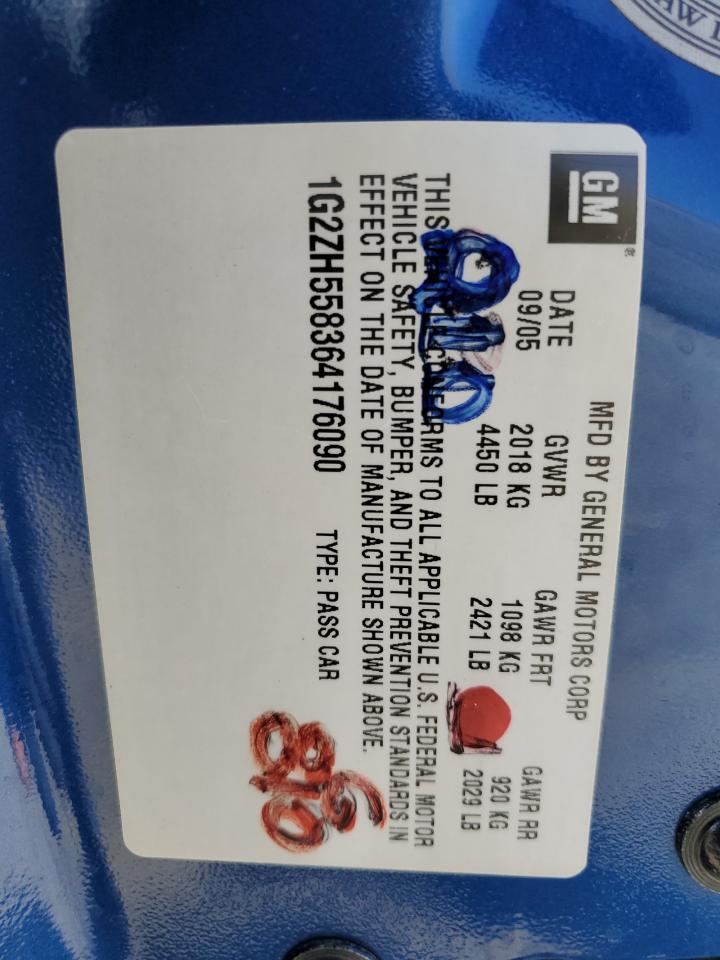 GM
MFD BY GENERAL MOTORS CORP
DATE GVWR GAWR FRT GAWR RR
09/05 2018 KG 1098 KG 920 KG
4450 LB 2421 LB 2029 LB
THIS VEHICLE CONFORMS TO ALL APPLICABLE U.S. FEDERAL MOTOR
VEHICLE SAFETY, BUMPER, AND THEFT PREVENTION STANDARDS IN
EFFECT ON THE DATE OF MANUFACTURE SHOWN ABOVE.
1G2ZH558364176090 TYPE: PASS CAR